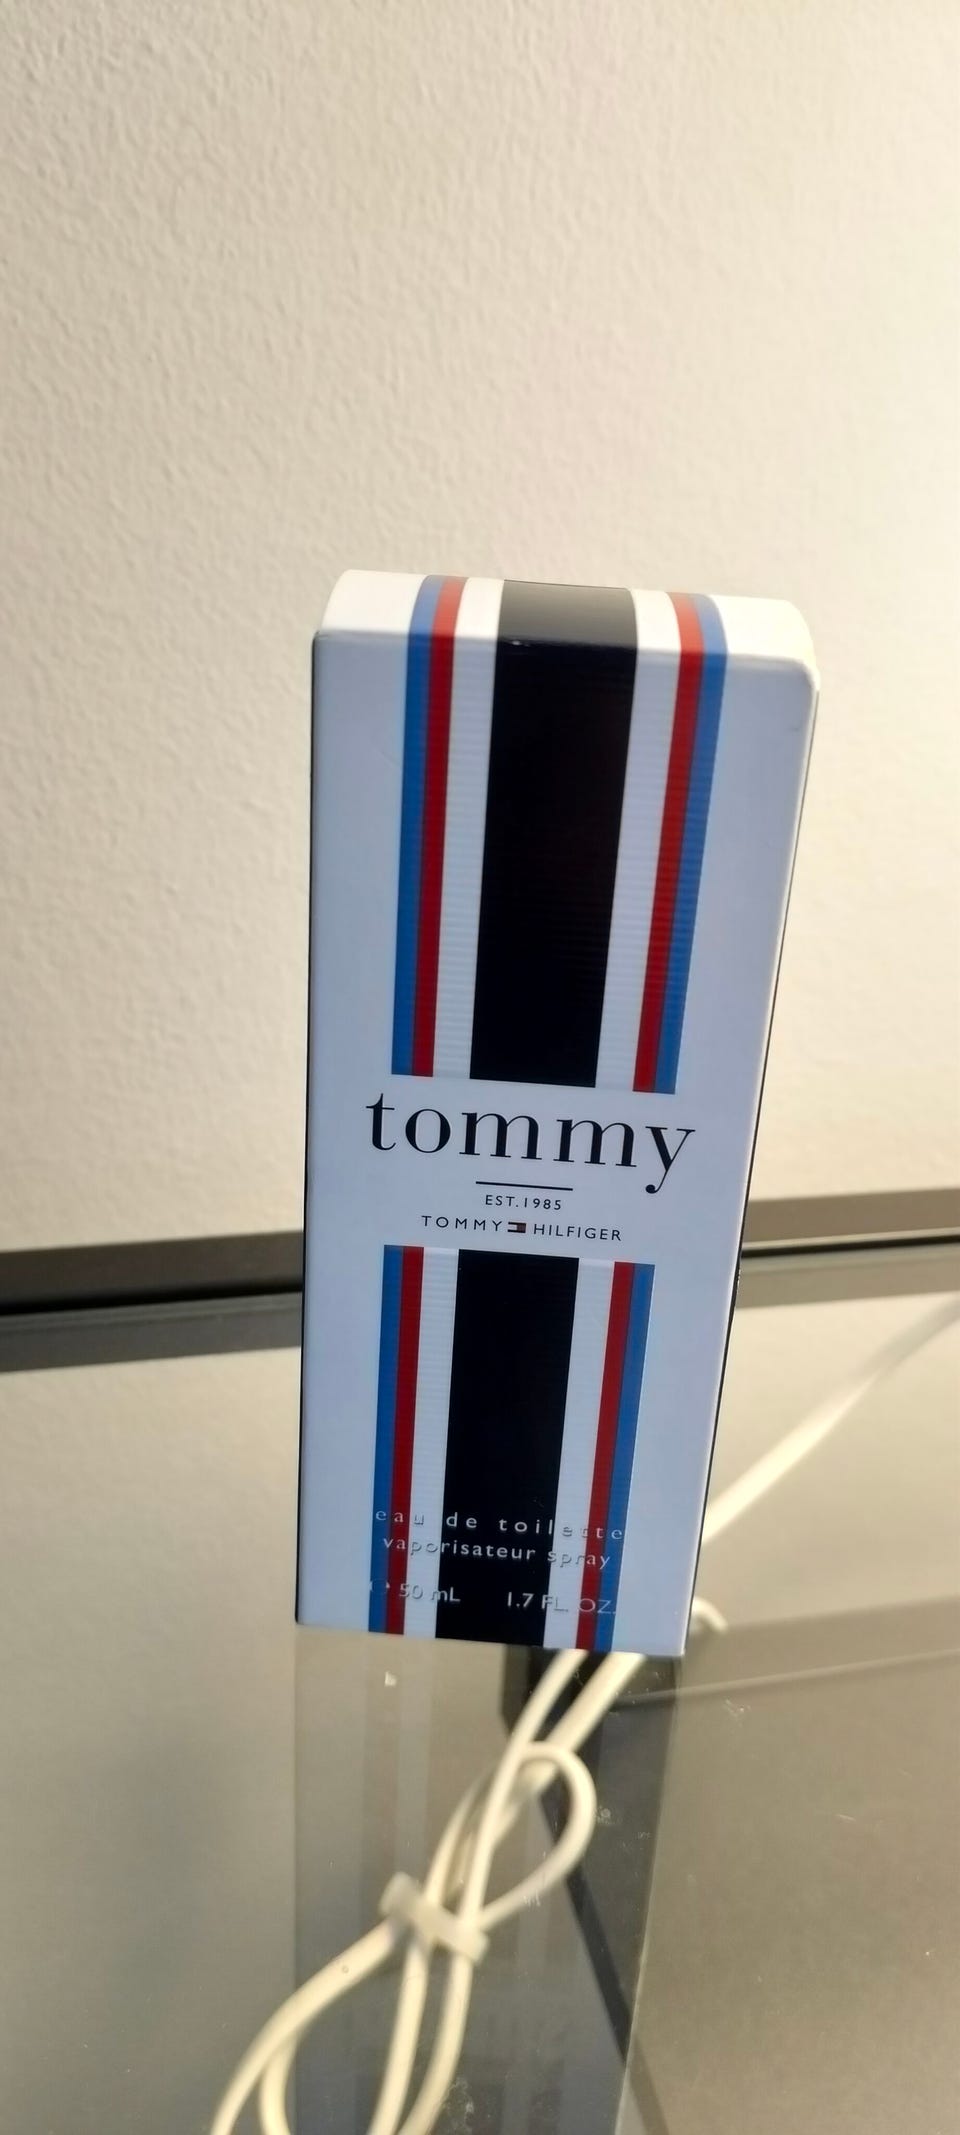 tommy
EST.1985
TOMMY HILFIGER
eau de toilette
vaporisateur spray
℮ 50 mL 1.7 FL. OZ.